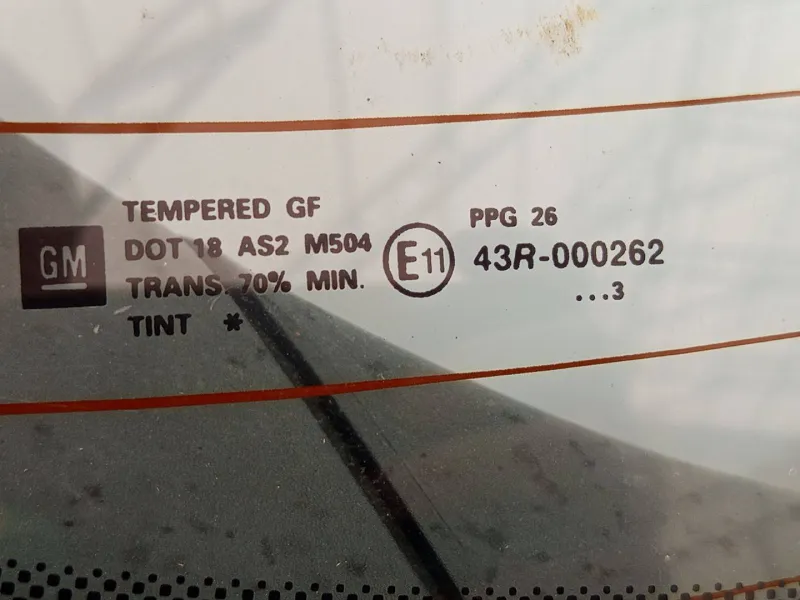 GM
TEMPERED GF
DOT 18 AS2 M504
TRANS. 70% MIN.
TINT *
E11
PPG 26
43R-000262
...3